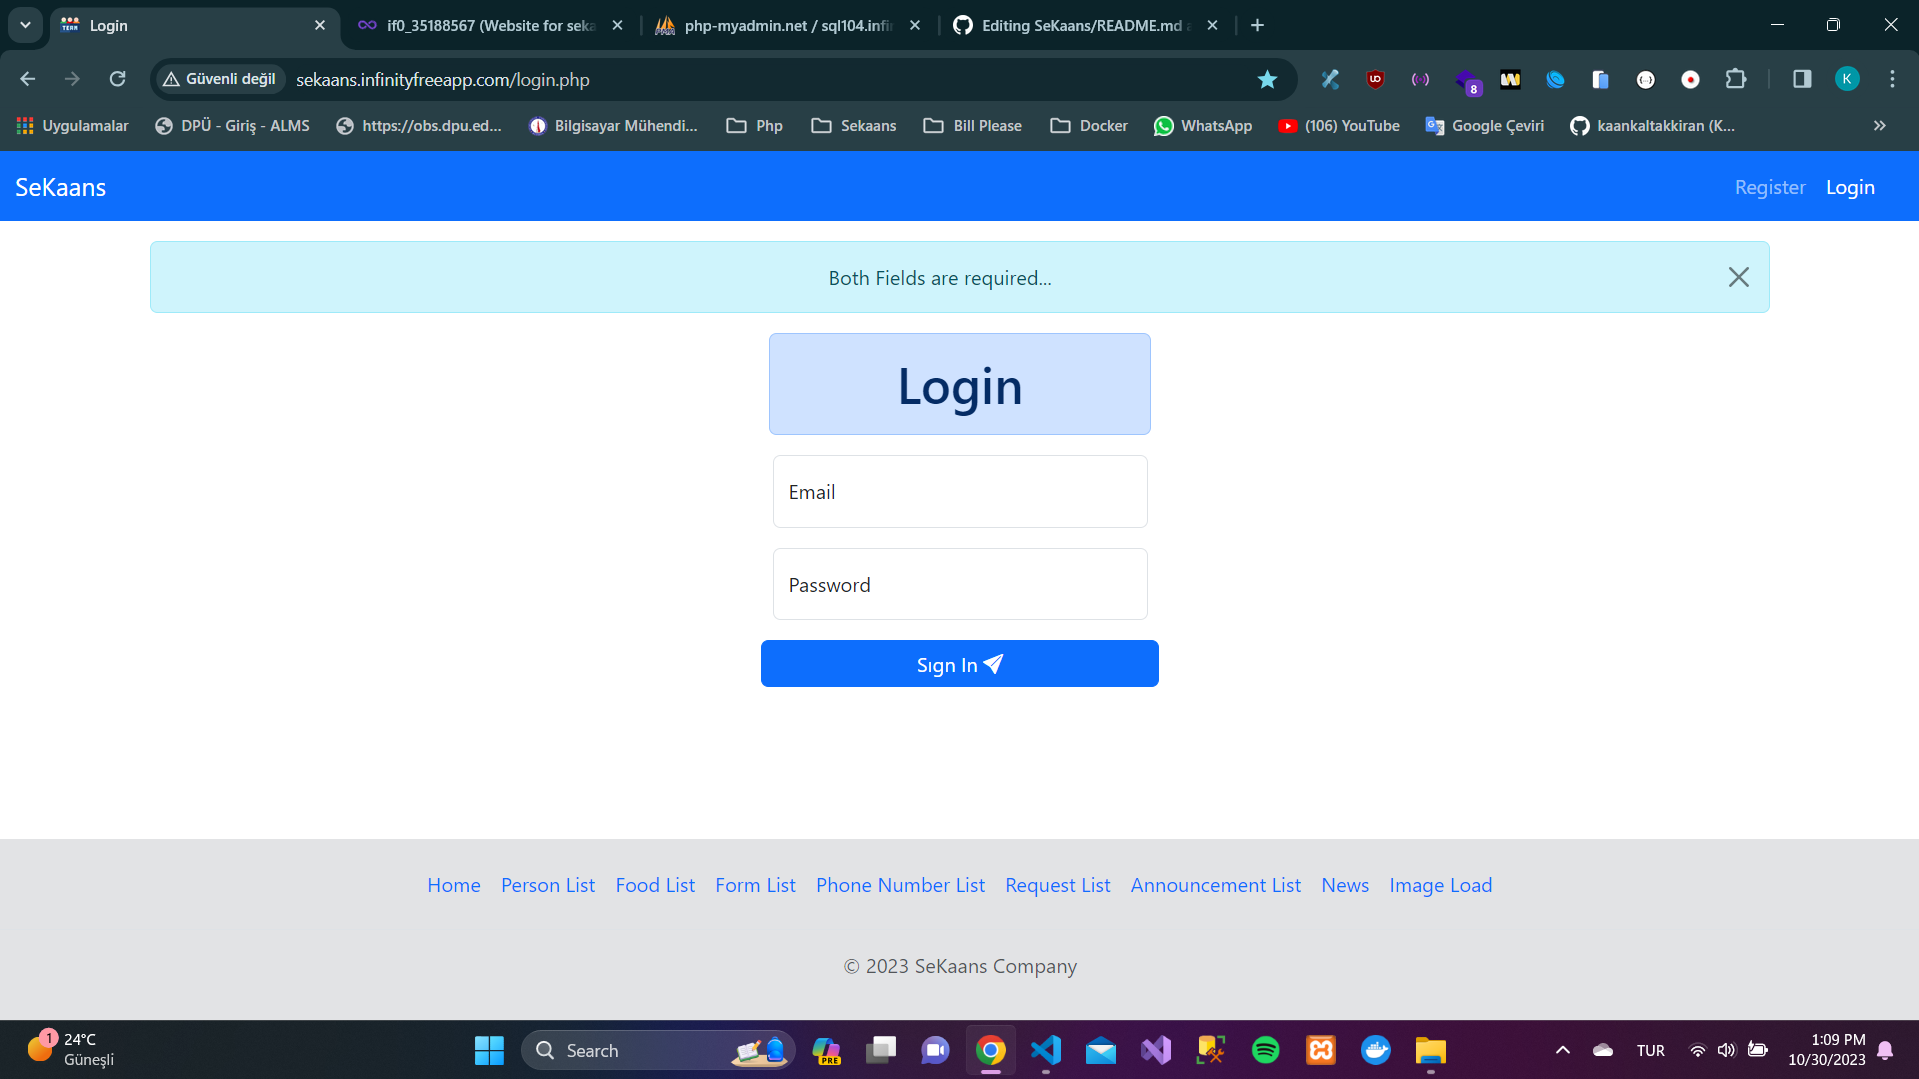 Login
if0_35188567 (Website for seka
php-myadmin.net / sql104.infi
Editing SeKaans/README.md a
Güvenli değil
sekaans.infinityfreeapp.com/login.php
8
K
Uygulamalar
DPÜ - Giriş - ALMS
https://obs.dpu.ed...
Bilgisayar Mühendi...
Php
Sekaans
Bill Please
Docker
WhatsApp
(106) YouTube
Google Çeviri
kaankaltakkiran (K...
SeKaans
Register
Login
Both Fields are required...
Login
Email
Password
Sıgn In
Home
Person List
Food List
Form List
Phone Number List
Request List
Announcement List
News
Image Load
© 2023 SeKaans Company
1
24°C
Güneşli
Search
PRE
TUR
1:09 PM
10/30/2023